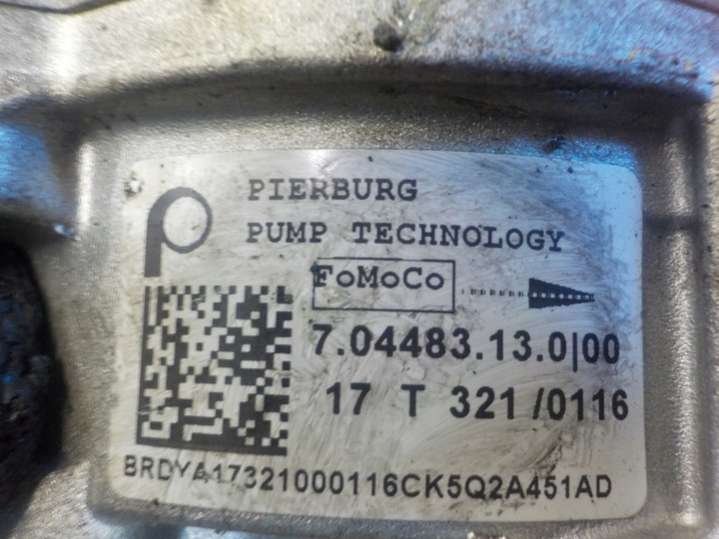 PIERBURG
PUMP TECHNOLOGY
FoMoCo
7.04483.13.0|00
17 T 321 /0116
BRDYA17321000116CK5Q2A451AD